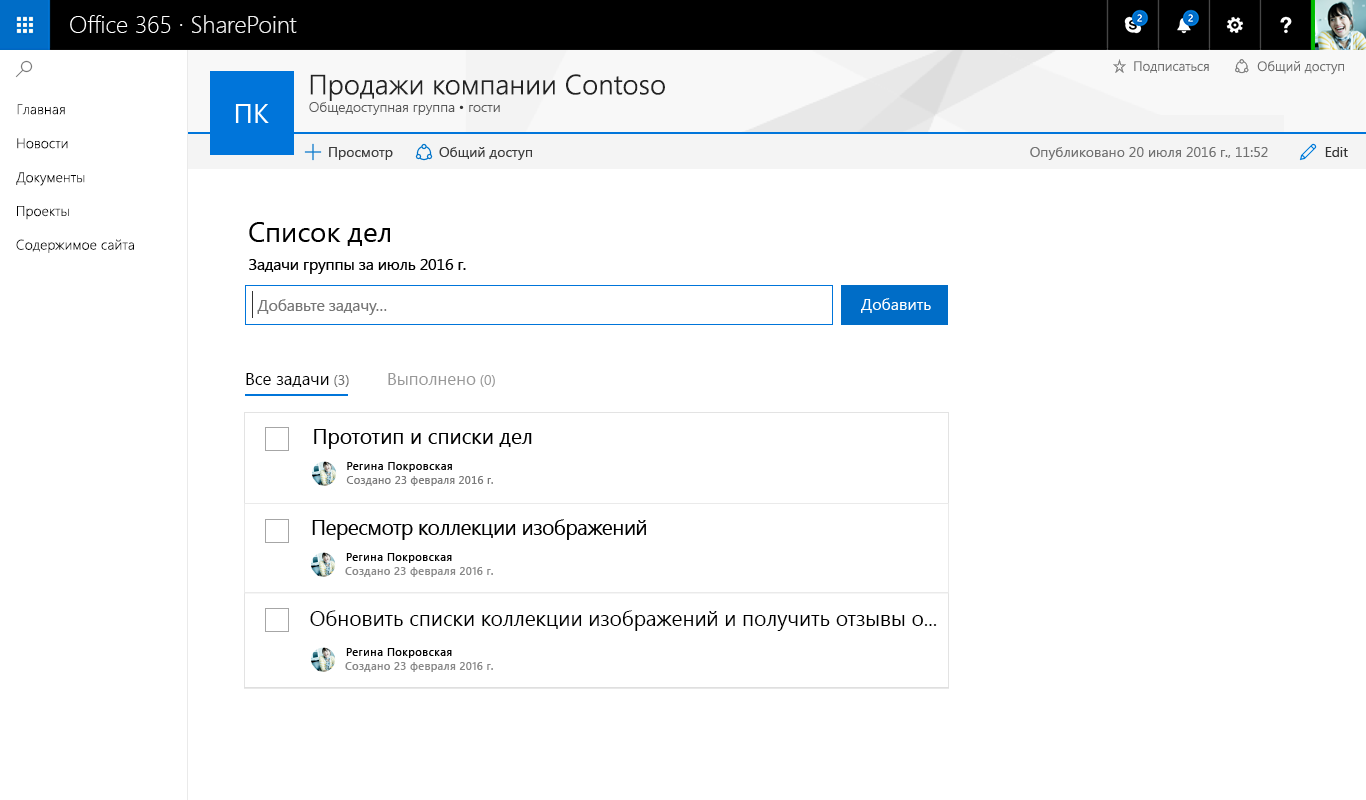 Office 365 · SharePoint
2
2
?
Главная
Новости
Документы
Проекты
Содержимое сайта
ПК
Продажи компании Contoso
Общедоступная группа • гости
Подписаться
Общий доступ
Просмотр
Общий доступ
Опубликовано 20 июля 2016 г., 11:52
Edit
Список дел
Задачи группы за июль 2016 г.
Добавьте задачу...
Добавить
Все задачи (3)
Выполнено (0)
Прототип и списки дел
Регина Покровская
Создано 23 февраля 2016 г.
Пересмотр коллекции изображений
Регина Покровская
Создано 23 февраля 2016 г.
Обновить списки коллекции изображений и получить отзывы о...
Регина Покровская
Создано 23 февраля 2016 г.